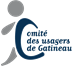 Comité
des usagers
de Gatineau